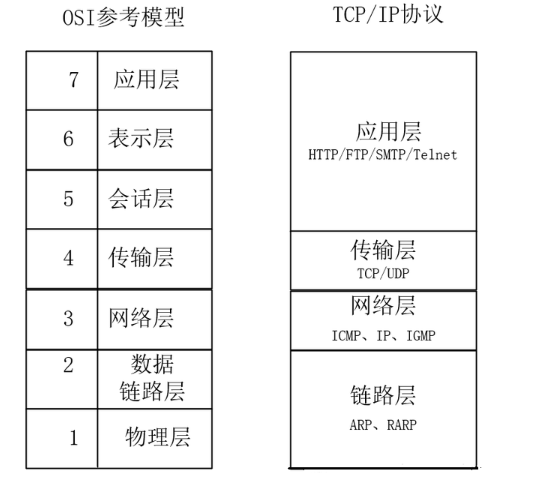 OSI参考模型
7 应用层
6 表示层
5 会话层
4 传输层
3 网络层
2 数据
链路层
1 物理层
TCP/IP协议
应用层
HTTP/FTP/SMTP/Telnet
传输层
TCP/UDP
网络层
ICMP、IP、IGMP
链路层
ARP、RARP